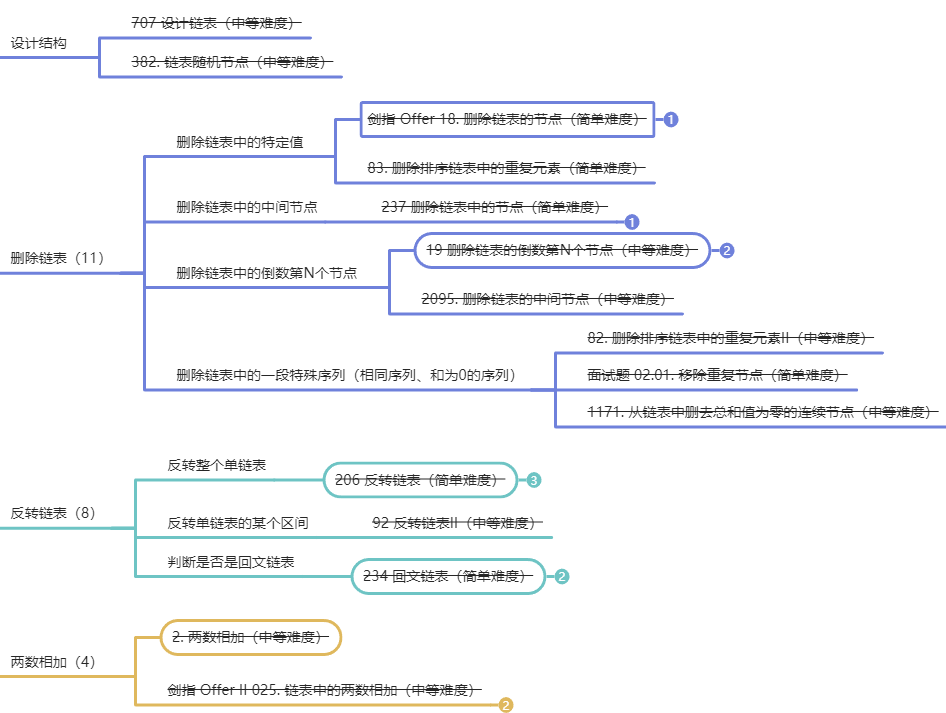 707 设计链表（中等难度）
设计结构
382. 链表随机节点（中等难度）
剑指 Offer 18. 删除链表的节点（简单难度）
1
删除链表中的特定值
83. 删除排序链表中的重复元素（简单难度）
删除链表中的中间节点
237 删除链表中的节点（简单难度）
1
19 删除链表的倒数第N个节点（中等难度）
2
删除链表（11）
删除链表中的倒数第N个节点
2095. 删除链表的中间节点（中等难度）
82. 删除排序链表中的重复元素II（中等难度）
删除链表中的一段特殊序列（相同序列、和为0的序列）
面试题 02.01. 移除重复节点（简单难度）
1171. 从链表中删去总和值为零的连续节点（中等难度）
反转整个单链表
206 反转链表（简单难度）
3
反转链表（8）
反转单链表的某个区间
92 反转链表II（中等难度）
判断是否是回文链表
234 回文链表（简单难度）
2
2. 两数相加（中等难度）
两数相加（4）
剑指 Offer II 025. 链表中的两数相加（中等难度）
2